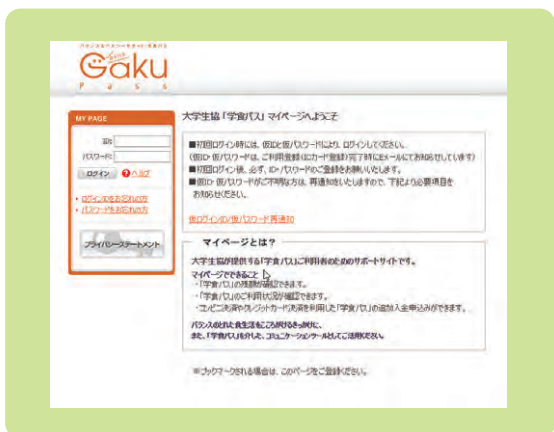 Gaku
Pass
MY PAGE
ID:
パスワード:
ログイン
ヘルプ
・ログインIDをお忘れの方
・パスワードをお忘れの方
プライバシーステートメント
大学生協「学食パス」マイページへようこそ
■初回ログイン時には、仮IDと仮パスワードにより、ログインしてください。
(仮ID・仮パスワードは、ご利用登録(IDカード登録)完了時にEメールにてお知らせしています)
■初回ログイン後、必ず、ID・パスワードのご登録をお願いいたします。
■仮ID・仮パスワードがご不明な方は、再通知をいたしますので、下記より必要項目を
お知らせください。
仮ログインID/仮パスワード再通知
マイページとは?
大学生協が提供する「学食パス」ご利用者のためのサポートサイトです。
マイページでできること
・「学食パス」の残額が確認できます。
・「学食パス」のご利用状況が確認できます。
・コンビニ決済やクレジットカード決済を利用した「学食パス」の追加入金申込みができます。
バランスのとれた食生活をこころがけるきっかけに、
また、「学食パス」を介した、コミュニケーションツールとしてご活用ください。
※ブックマークされる場合は、このページをご登録ください。